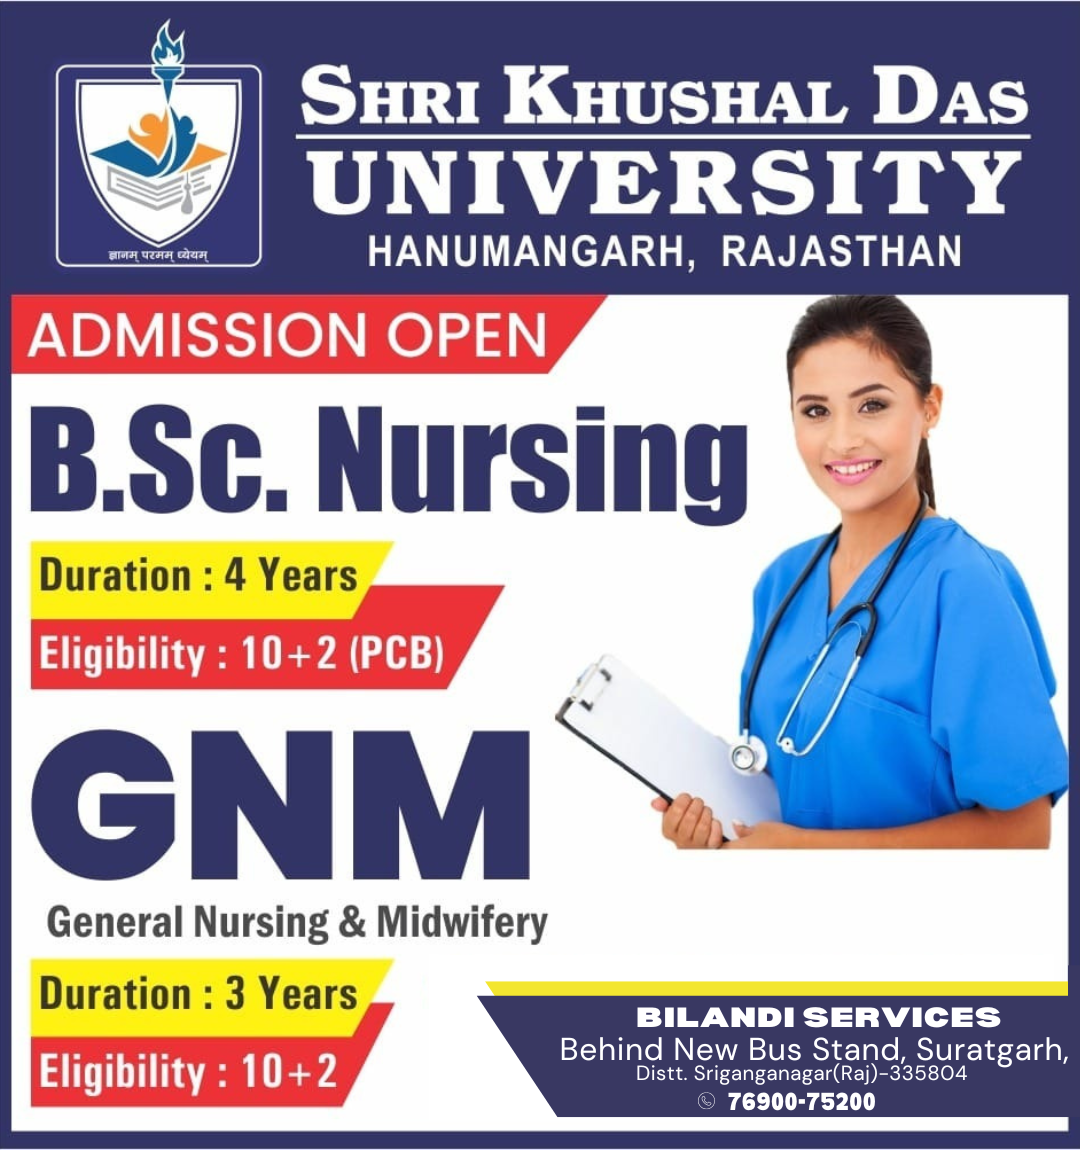 SHRI KHUSHAL DAS
UNIVERSITY
HANUMANGARH, RAJASTHAN
ज्ञानम् परमम् ध्येयम्
ADMISSION OPEN
B.Sc. Nursing
Duration : 4 Years
Eligibility : 10+2 (PCB)
GNM
General Nursing & Midwifery
Duration : 3 Years
Eligibility : 10+2
BILANDI SERVICES
Behind New Bus Stand, Suratgarh,
Distt. Sriganganagar(Raj)-335804
76900-75200